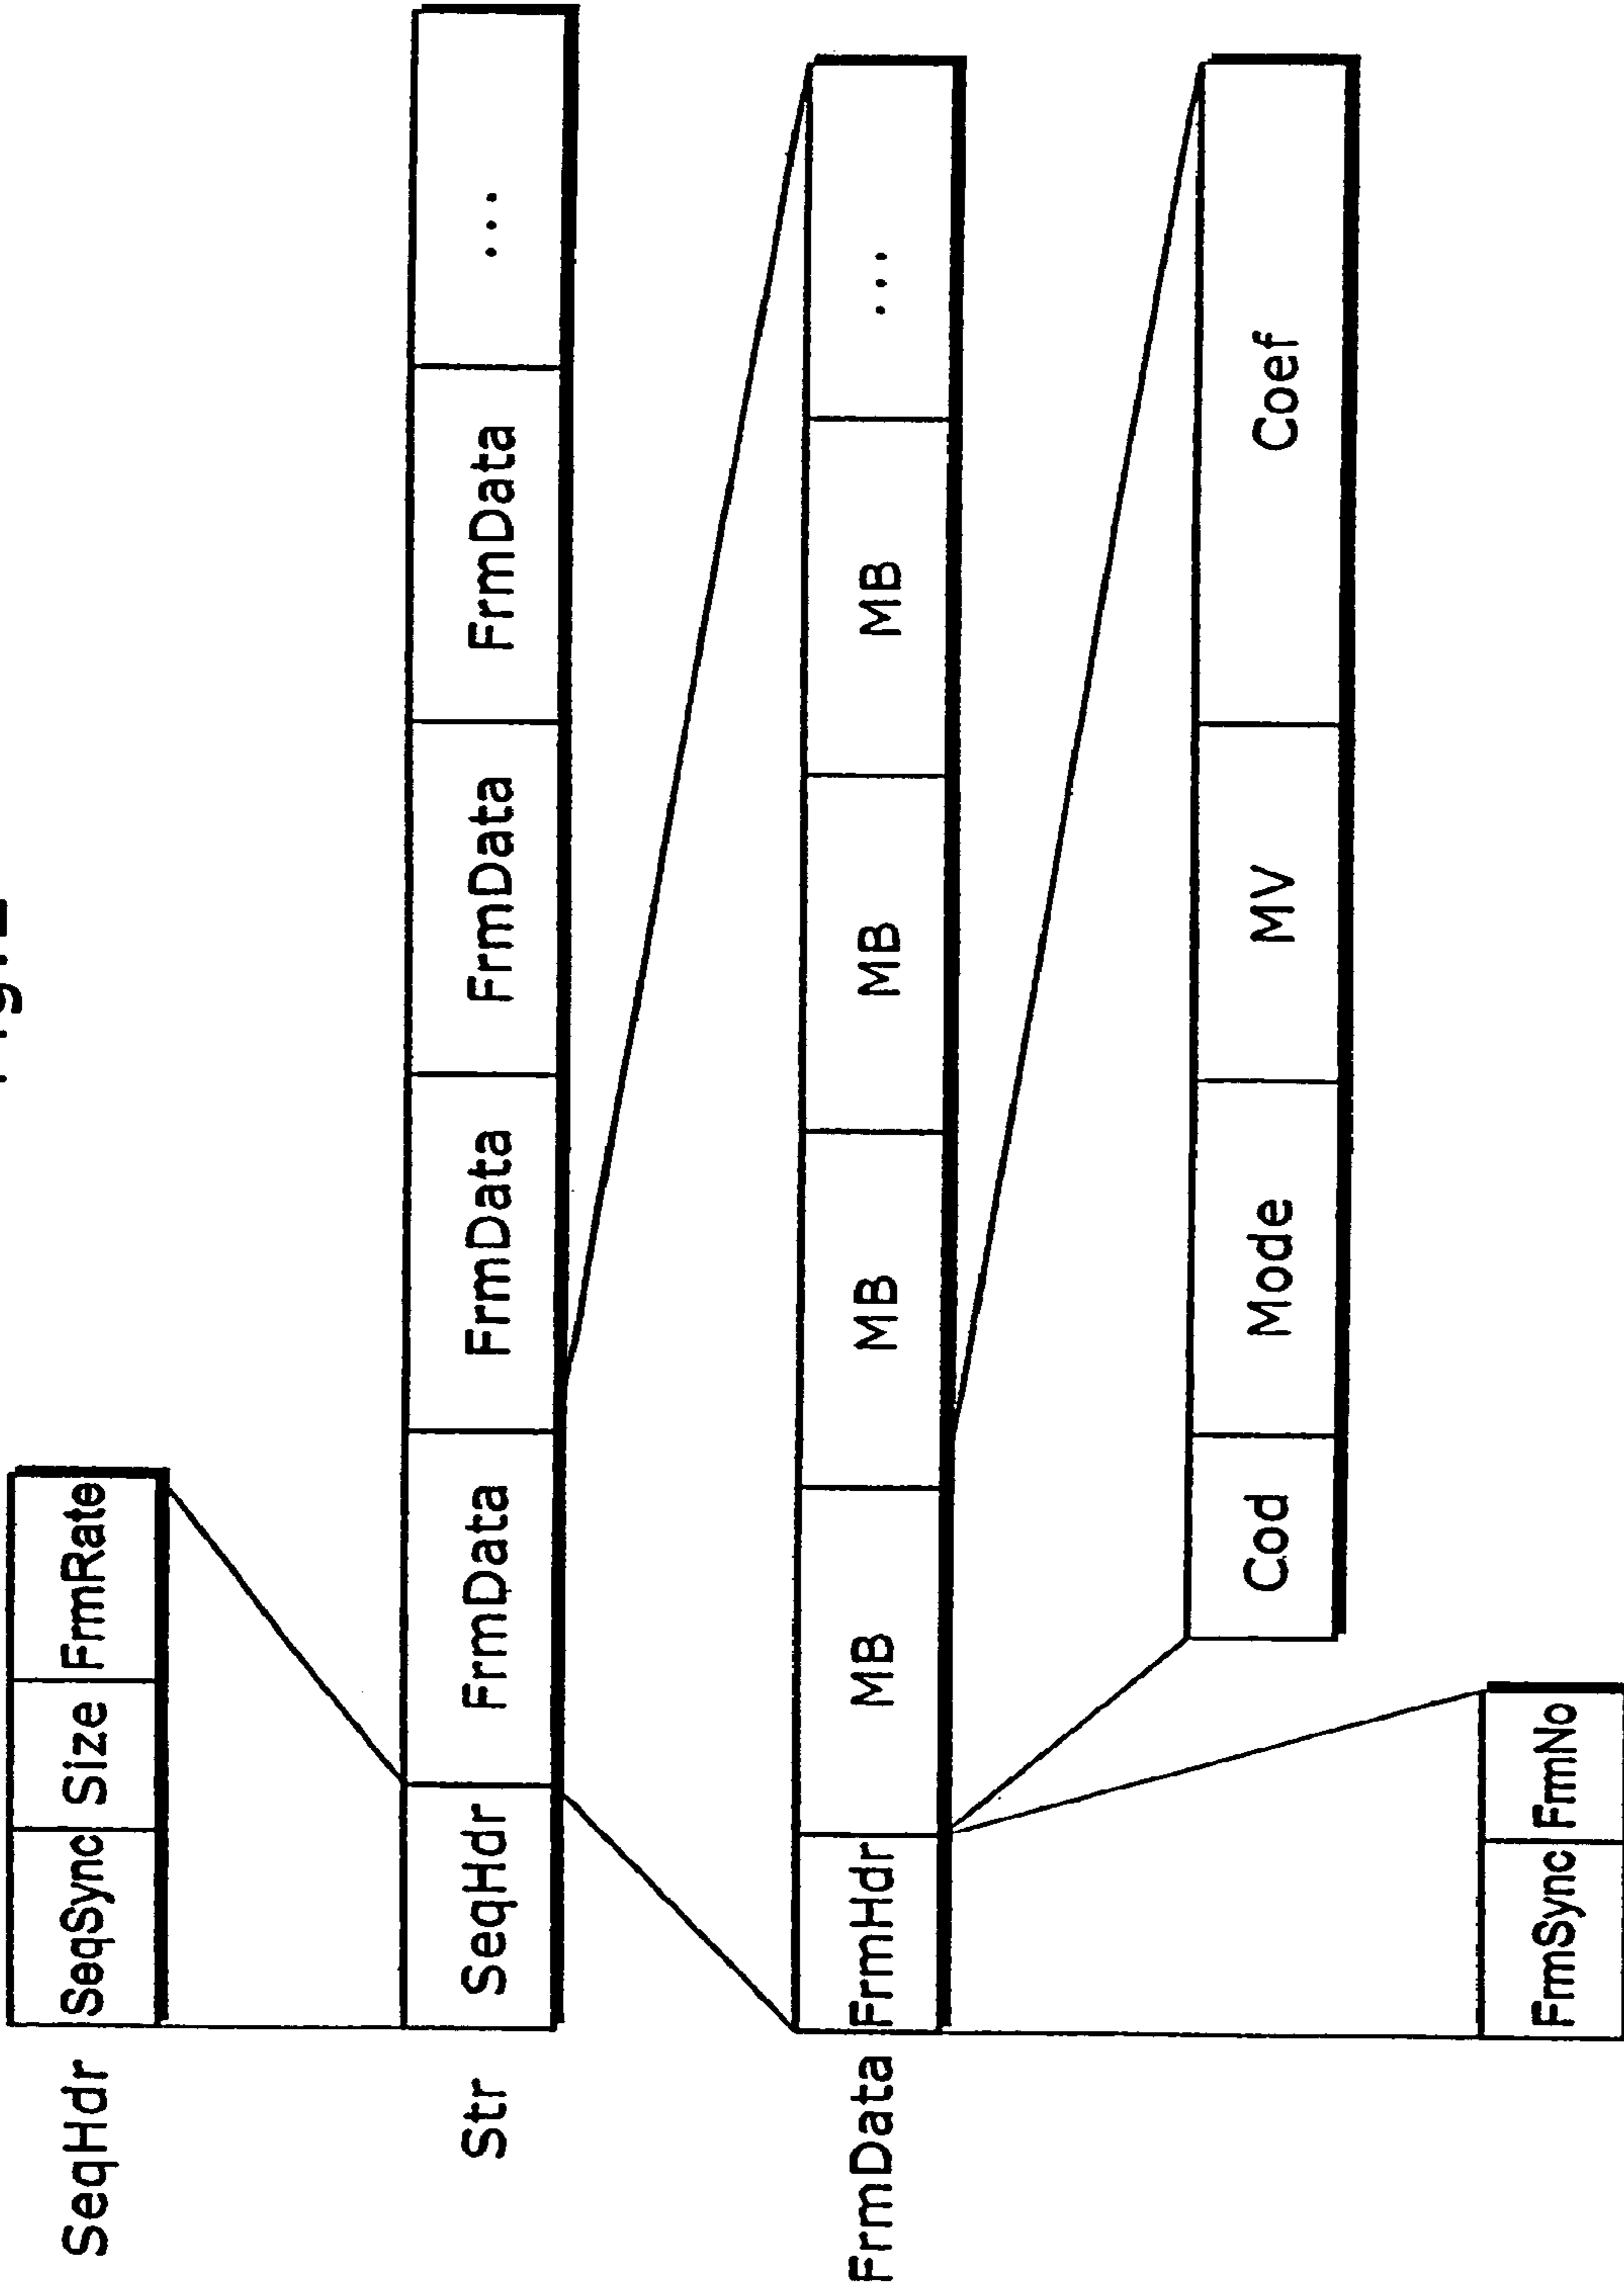 SeqHdr SeqSync Size FrmRate
Str SeqHdr FrmData FrmData FrmData FrmData ...
FrmData FrmHdr MB MB MB MB ...
Cod Mode MV Coef
FrmSync FrmNo